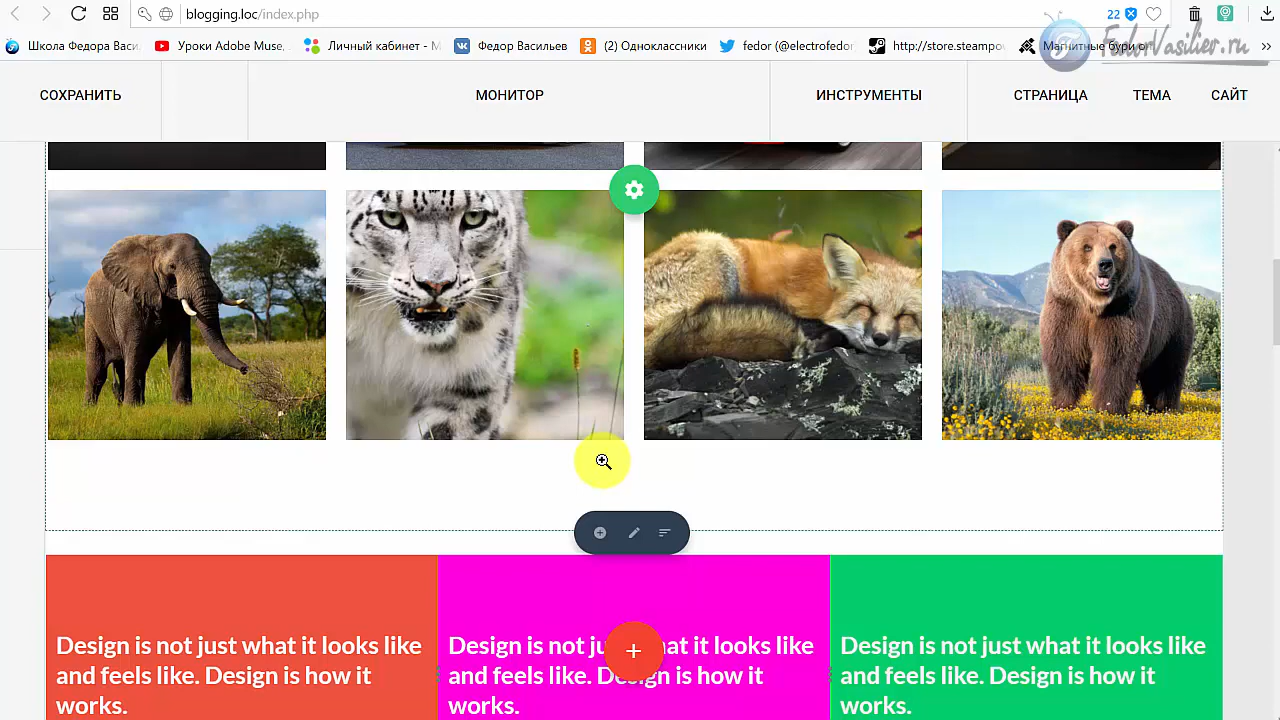 blogging.loc/index.php
22
FedorVasiliev.ru
Школа Федора Васи
Уроки Adobe Muse,
Личный кабинет - М
Федор Васильев
(2) Одноклассники
fedor (@electrofedor
http://store.steampo
Магнитные бури о
СОХРАНИТЬ
МОНИТОР
ИНСТРУМЕНТЫ
СТРАНИЦА
ТЕМА
САЙТ
Design is not just what it looks like
and feels like. Design is how it
works.
Design is not ju at it looks like
and feels like. Design is how it
works.
Design is not just what it looks like
and feels like. Design is how it
works.